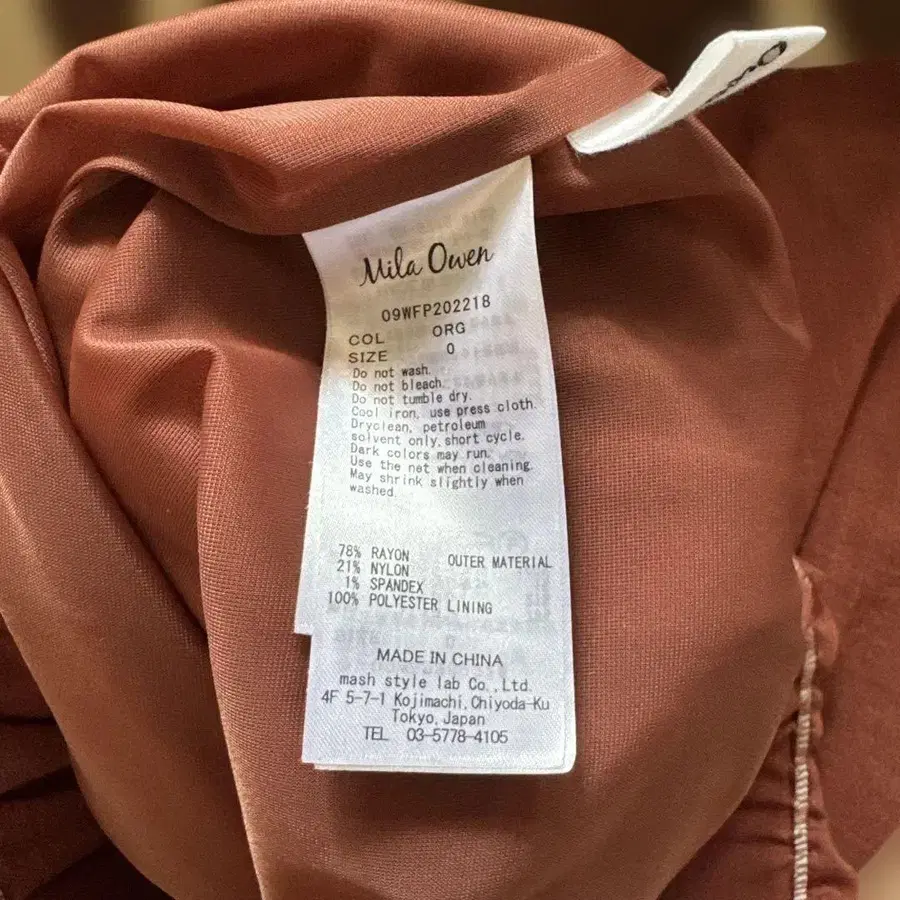 Mila Owen
09WFP202218
COL ORG
SIZE 0
Do not wash.
Do not bleach.
Do not tumble dry.
Cool iron, use press cloth.
Dryclean, petroleum
solvent only, short cycle.
Dark colors may run.
Use the net when cleaning.
May shrink slightly when
washed.
78% RAYON OUTER MATERIAL
21% NYLON
1% SPANDEX
100% POLYESTER LINING
MADE IN CHINA
mash style lab Co.,Ltd.
4F 5-7-1 Kojimachi, Chiyoda-Ku
Tokyo, Japan
TEL 03-5778-4105